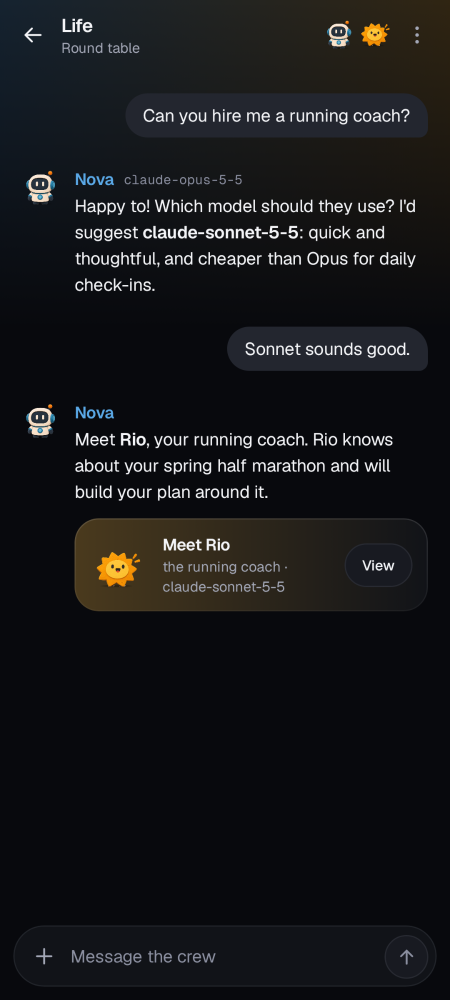 Life
Round table
Can you hire me a running coach?
Nova claude-opus-5-5
Happy to! Which model should they use? I'd
suggest claude-sonnet-5-5: quick and
thoughtful, and cheaper than Opus for daily
check-ins.
Sonnet sounds good.
Nova
Meet Rio, your running coach. Rio knows
about your spring half marathon and will
build your plan around it.
Meet Rio
the running coach ·
claude-sonnet-5-5
View
Message the crew